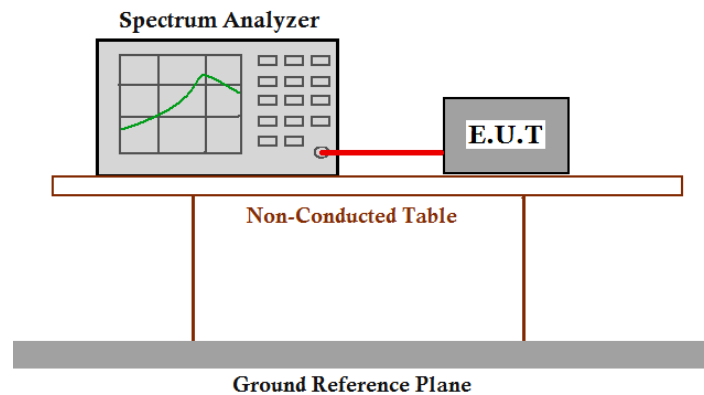 Spectrum Analyzer
E.U.T
Non-Conducted Table
Ground Reference Plane